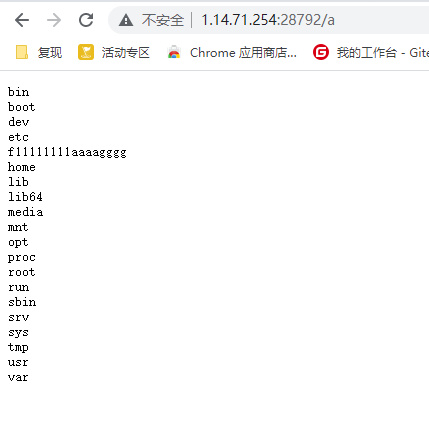 不安全 | 1.14.71.254:28792/a
复现 活动专区 Chrome 应用商店... 我的工作台 - Gite
bin
boot
dev
etc
flllllllllaaaagggg
home
lib
lib64
media
mnt
opt
proc
root
run
sbin
srv
sys
tmp
usr
var